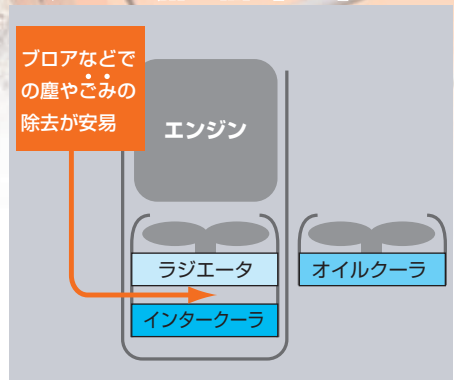 ブロアなどで
の塵やごみの
除去が安易
エンジン
ラジエータ
オイルクーラ
インタークーラ